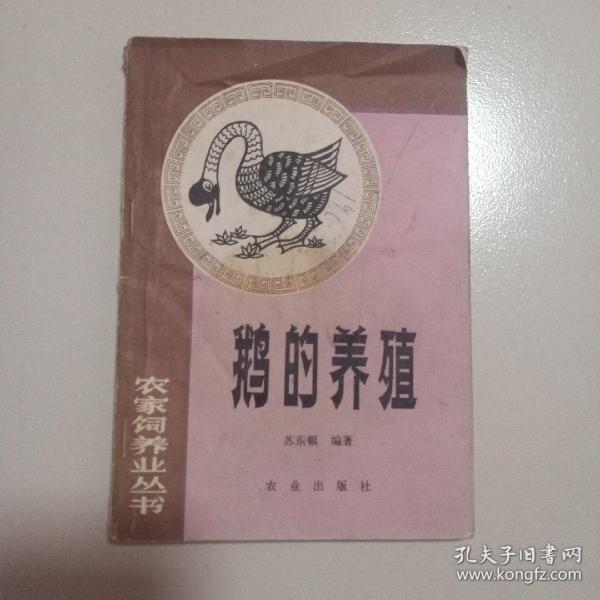 鹅的养殖
苏东顿 编著
农业出版社
农家饲养业丛书
孔夫子旧书网
www.kongfz.com